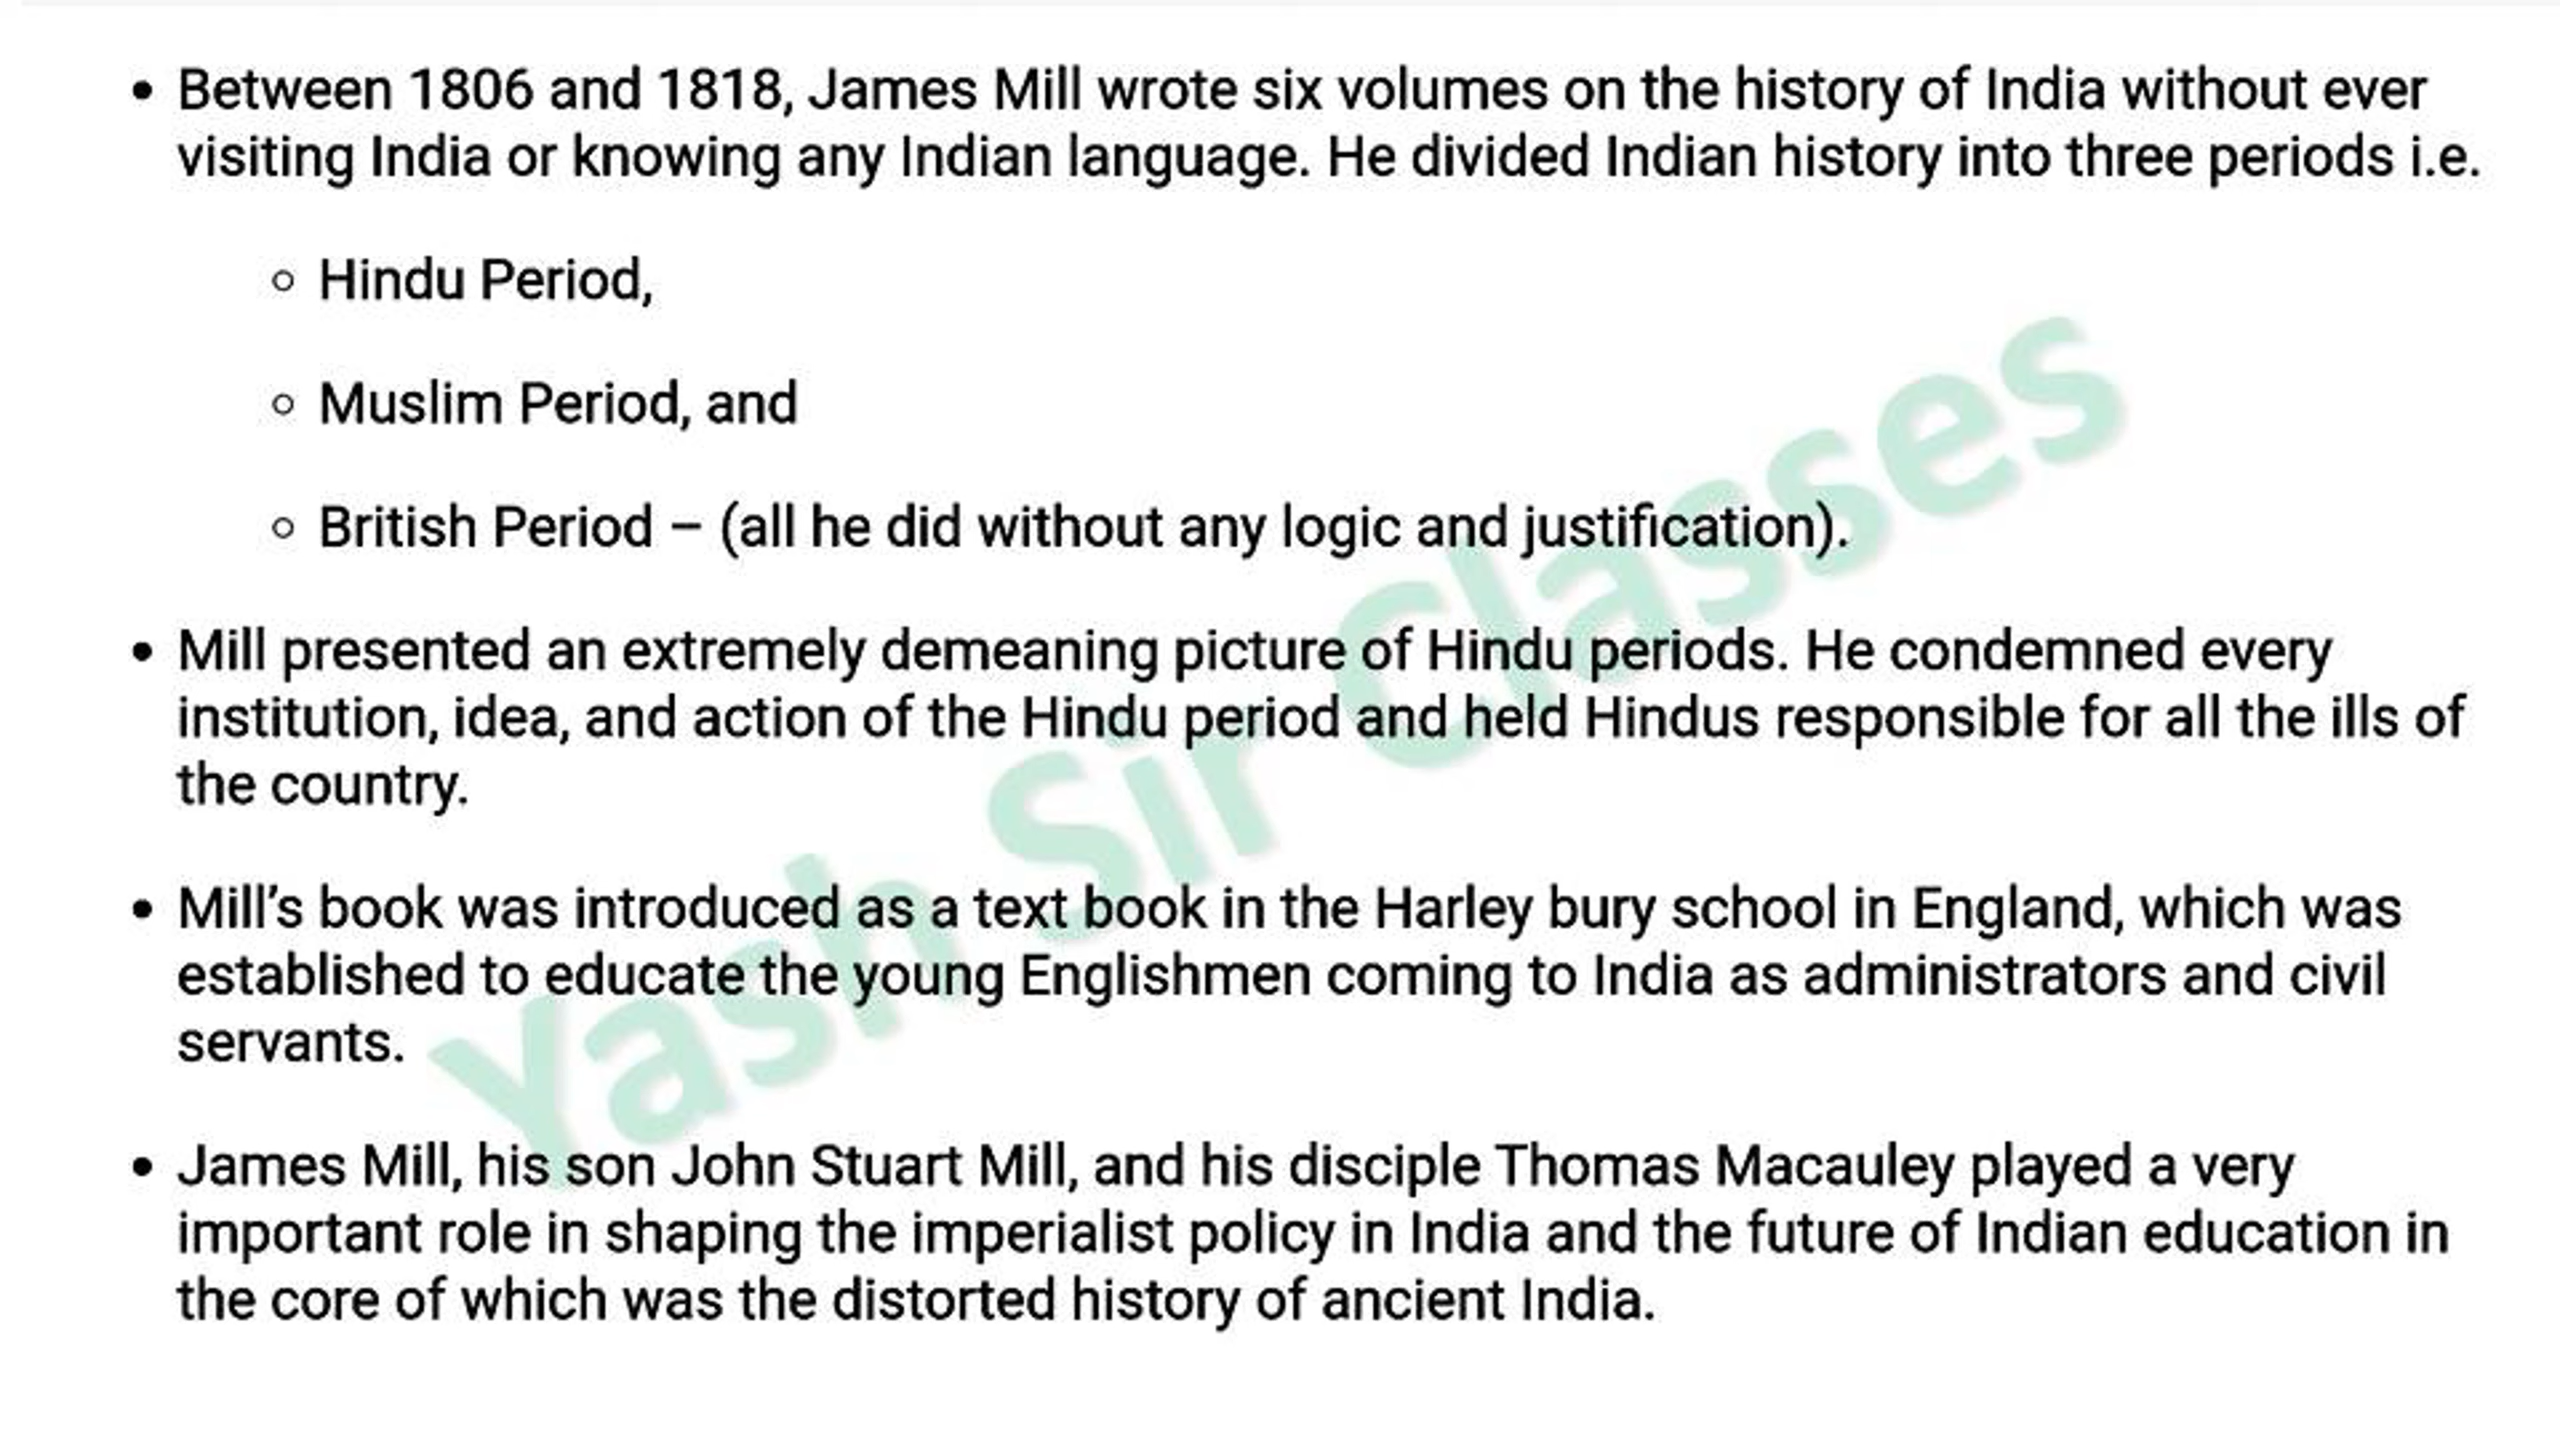 • Between 1806 and 1818, James Mill wrote six volumes on the history of India without ever
visiting India or knowing any Indian language. He divided Indian history into three periods i.e.
◦ Hindu Period,
◦ Muslim Period, and
◦ British Period – (all he did without any logic and justification).
• Mill presented an extremely demeaning picture of Hindu periods. He condemned every
institution, idea, and action of the Hindu period and held Hindus responsible for all the ills of
the country.
• Mill’s book was introduced as a text book in the Harley bury school in England, which was
established to educate the young Englishmen coming to India as administrators and civil
servants.
• James Mill, his son John Stuart Mill, and his disciple Thomas Macauley played a very
important role in shaping the imperialist policy in India and the future of Indian education in
the core of which was the distorted history of ancient India.
Yash Sir Classes